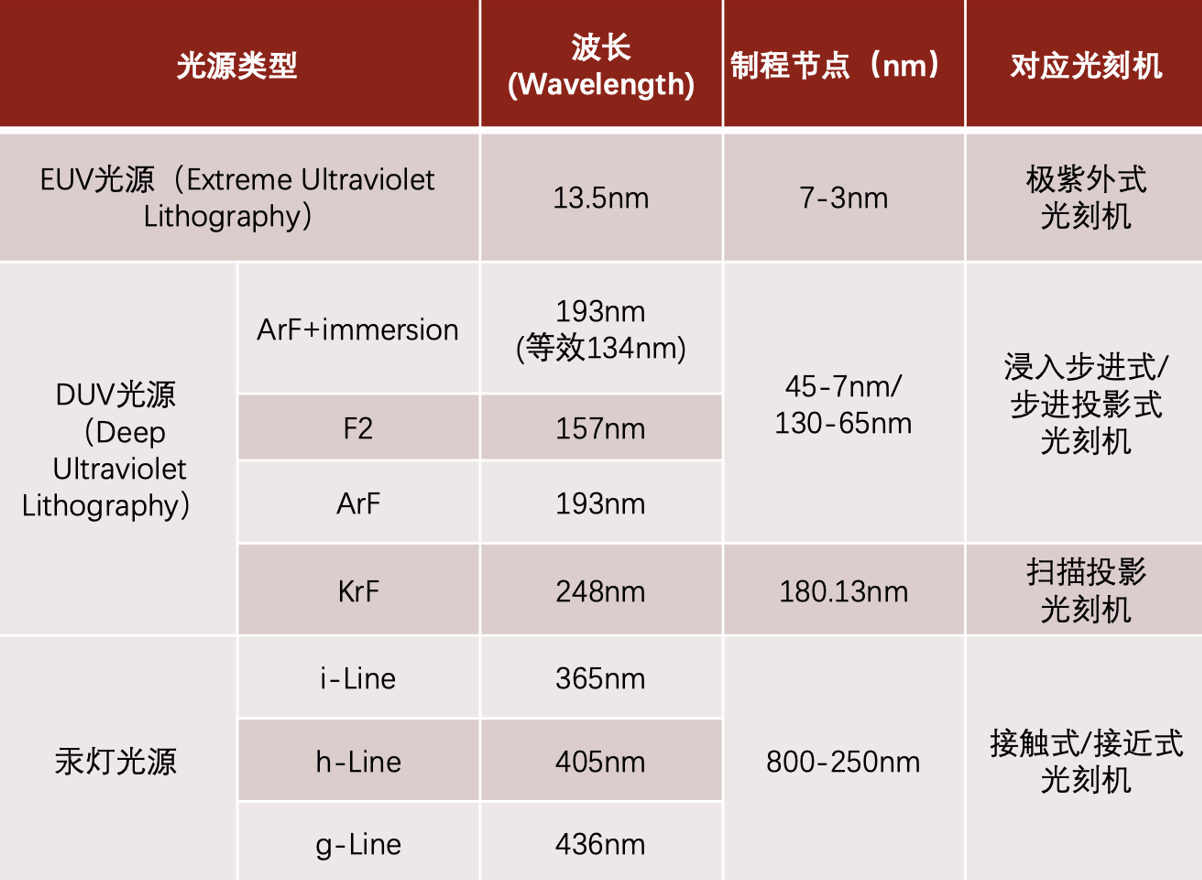 光源类型
波长
(Wavelength)
制程节点（nm）
对应光刻机
EUV光源（Extreme Ultraviolet
Lithography）
13.5nm
7-3nm
极紫外式
光刻机
DUV光源
（Deep
Ultraviolet
Lithography）
ArF+immersion
193nm
(等效134nm)
45-7nm/
130-65nm
浸入步进式/
步进投影式
光刻机
F2
157nm
ArF
193nm
KrF
248nm
180.13nm
扫描投影
光刻机
汞灯光源
i-Line
365nm
800-250nm
接触式/接近式
光刻机
h-Line
405nm
g-Line
436nm